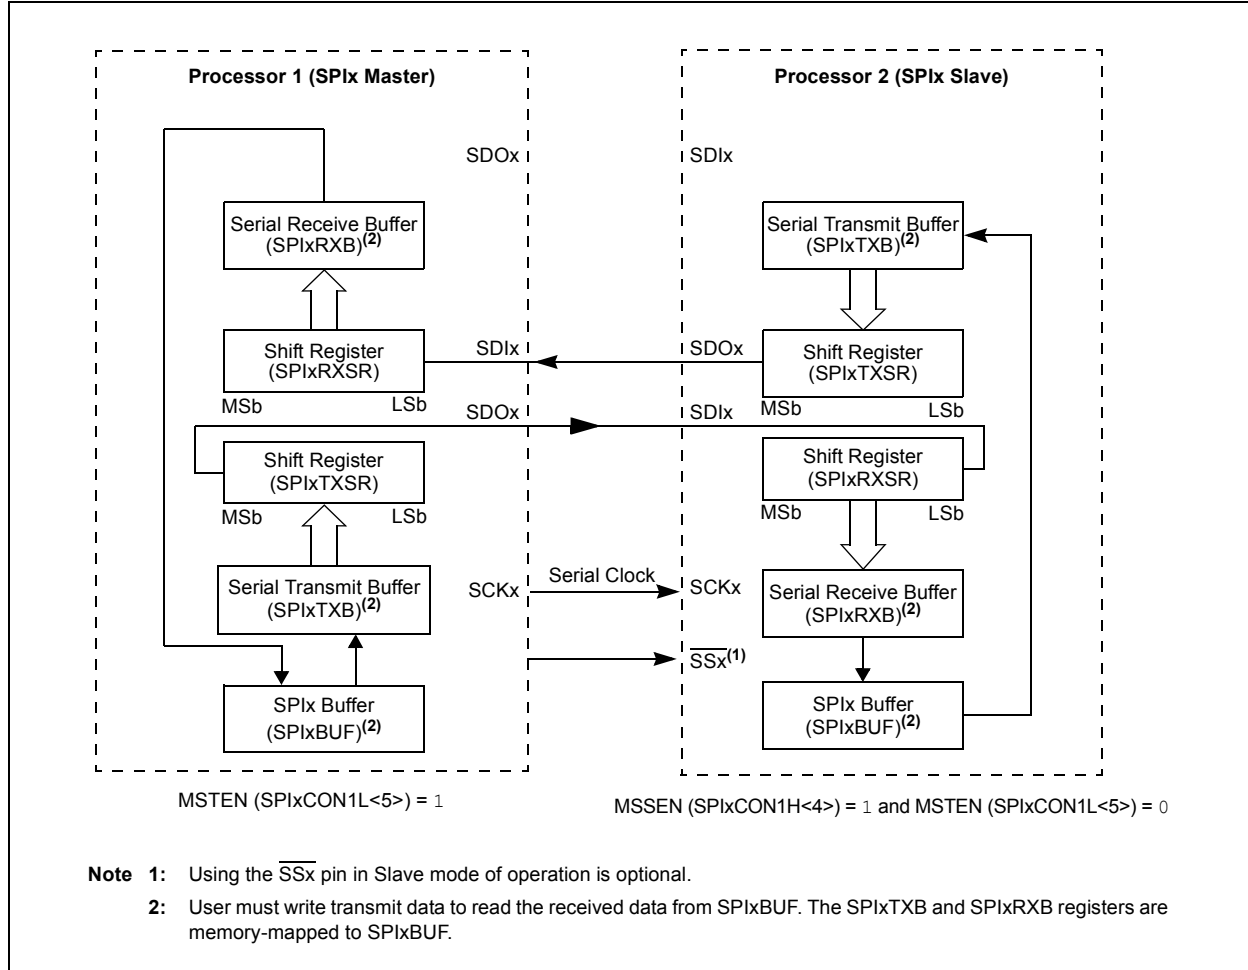 Processor 1 (SPIx Master)
SDOx
Serial Receive Buffer
(SPIxRXB)(2)
Shift Register
(SPIxRXSR)
SDIx
MSb
LSb
SDOx
Shift Register
(SPIxTXSR)
MSb
LSb
Serial Transmit Buffer
(SPIxTXB)(2)
SCKx
SPIx Buffer
(SPIxBUF)(2)
MSTEN (SPIxCON1L<5>) = 1
Serial Clock
Processor 2 (SPIx Slave)
SDIx
Serial Transmit Buffer
(SPIxTXB)(2)
SDOx
Shift Register
(SPIxTXSR)
MSb
LSb
SDIx
Shift Register
(SPIxRXSR)
MSb
LSb
SCKx
Serial Receive Buffer
(SPIxRXB)(2)
SSx(1)
SPIx Buffer
(SPIxBUF)(2)
MSSEN (SPIxCON1H<4>) = 1 and MSTEN (SPIxCON1L<5>) = 0
Note 1: Using the SSx pin in Slave mode of operation is optional.
2: User must write transmit data to read the received data from SPIxBUF. The SPIxTXB and SPIxRXB registers are
memory-mapped to SPIxBUF.